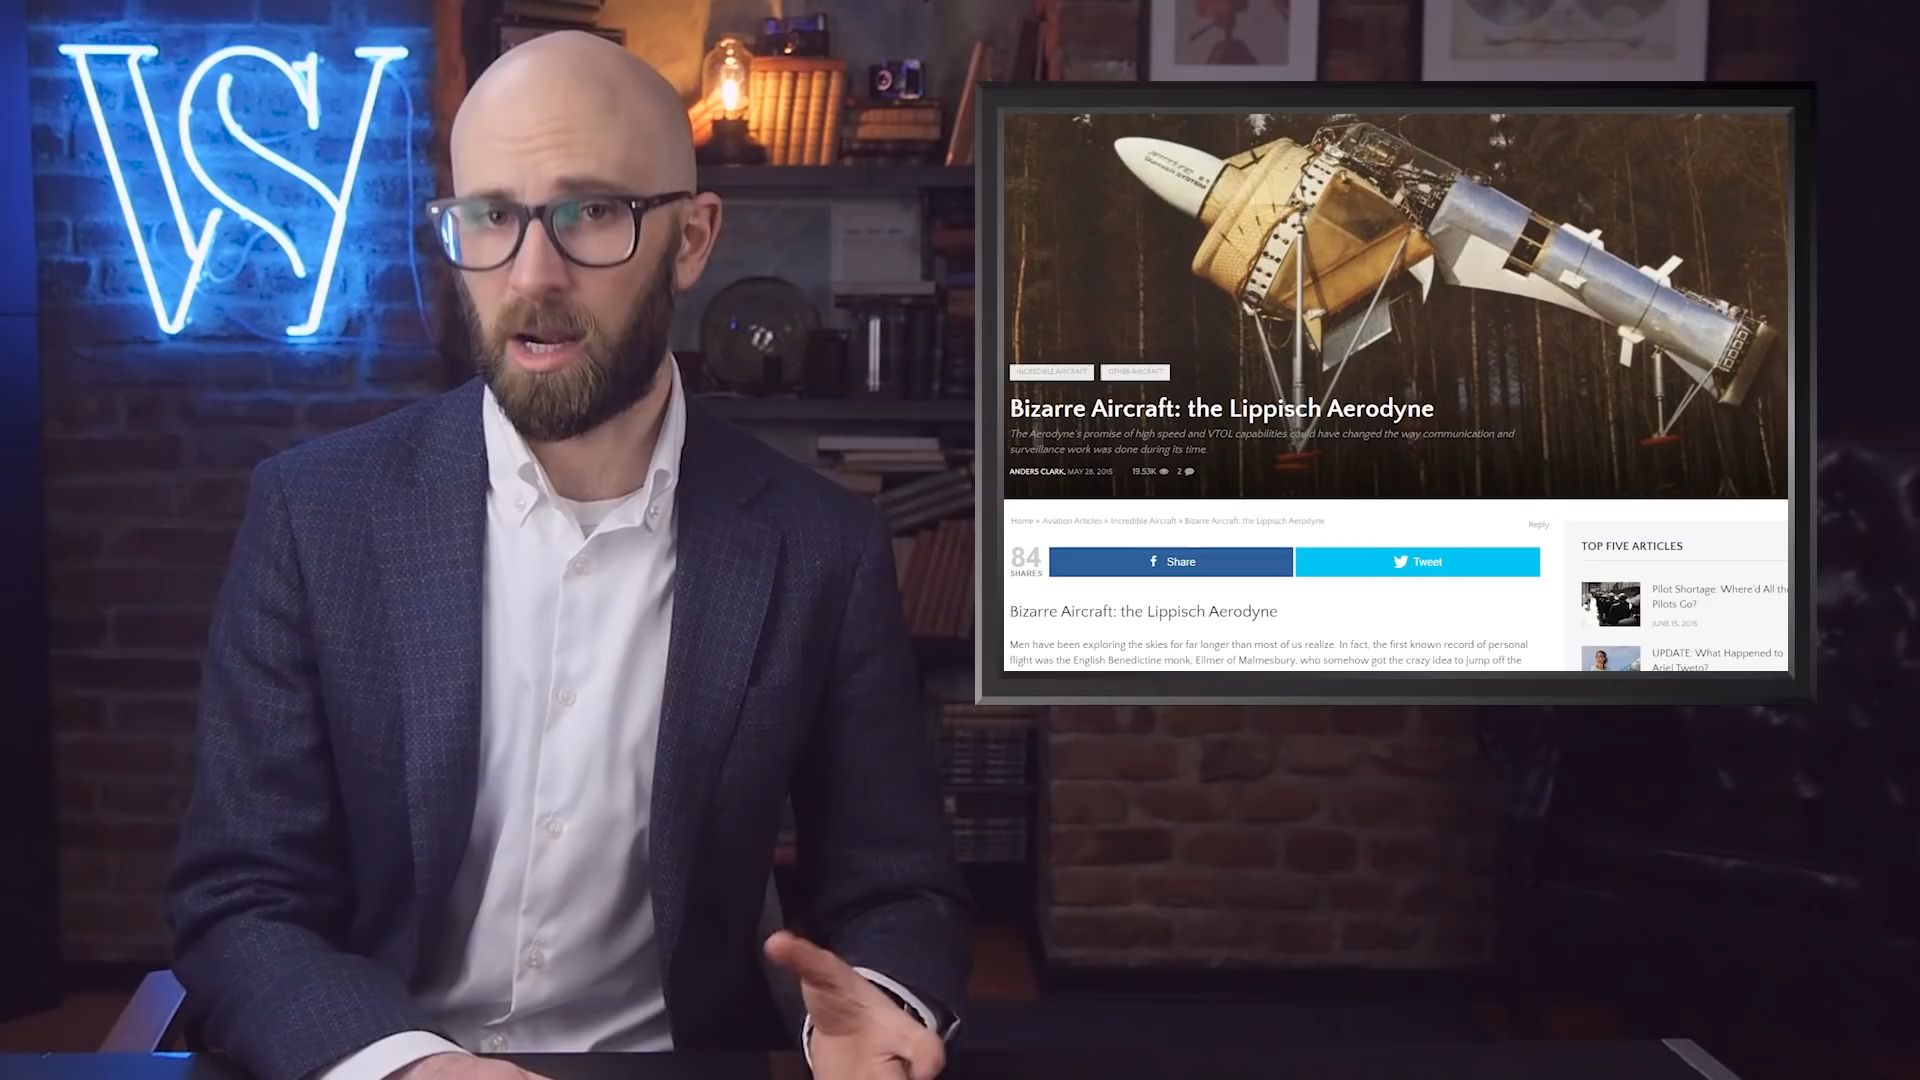 WS
INCREDIBLE AIRCRAFT
OTHER AIRCRAFT
Bizarre Aircraft: the Lippisch Aerodyne
The Aerodyne's promise of high speed and VTOL capabilities could have changed the way communication and
surveillance work was done during its time.
ANDERS CLARK, MAY 28, 2015 19.53K 2
Home » Aviation Articles » Incredible Aircraft » Bizarre Aircraft: the Lippisch Aerodyne
Reply
84
SHARES
Share
Tweet
Bizarre Aircraft: the Lippisch Aerodyne
Men have been exploring the skies for far longer than most of us realize. In fact, the first known record of personal
flight was the English Benedictine monk, Eilmer of Malmesbury, who somehow got the crazy idea to jump off the
TOP FIVE ARTICLES
Pilot Shortage: Where'd All the
Pilots Go?
JUNE 15, 2015
UPDATE: What Happened to
Ariel Tweto?